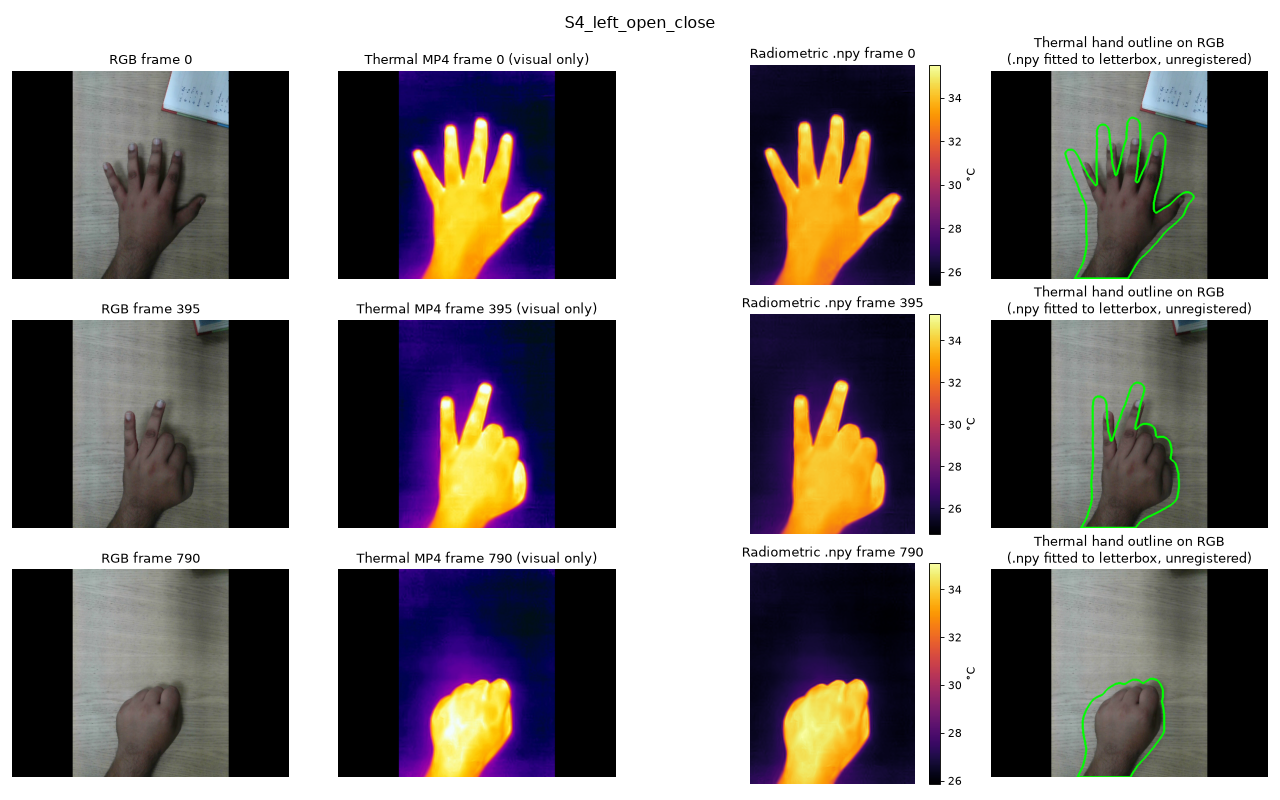 S4_left_open_close
RGB frame 0
Thermal MP4 frame 0 (visual only)
Radiometric .npy frame 0
Thermal hand outline on RGB
(.npy fitted to letterbox, unregistered)
34
32
30
28
26
°C
RGB frame 395
Thermal MP4 frame 395 (visual only)
Radiometric .npy frame 395
Thermal hand outline on RGB
(.npy fitted to letterbox, unregistered)
34
32
30
28
26
°C
RGB frame 790
Thermal MP4 frame 790 (visual only)
Radiometric .npy frame 790
Thermal hand outline on RGB
(.npy fitted to letterbox, unregistered)
34
32
30
28
26
°C